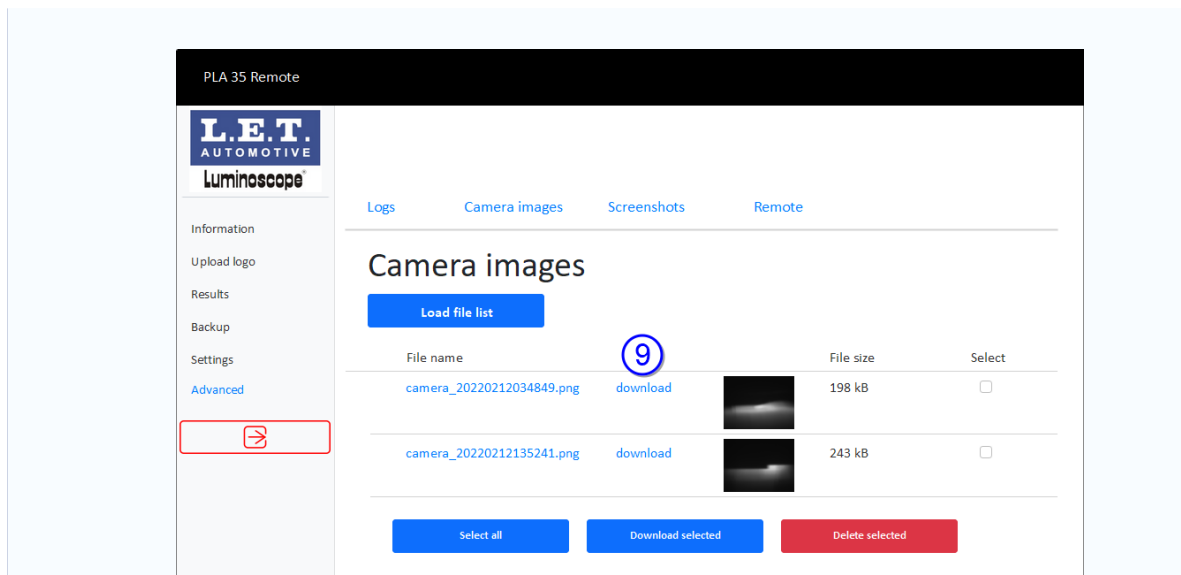 PLA 35 Remote
L.E.T.
AUTOMOTIVE
Luminoscope®
Information
Upload logo
Results
Backup
Settings
Advanced
Logs Camera images Screenshots Remote
Camera images
Load file list
9
File name File size Select
camera_20220212034849.png download 198 kB
camera_20220212135241.png download 243 kB
Select all Download selected Delete selected